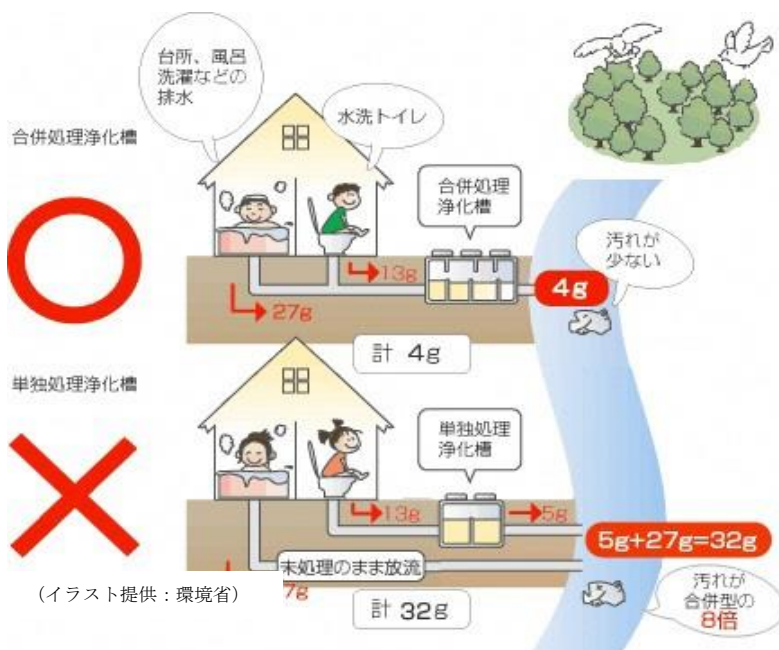 台所、風呂
洗濯などの
排水
水洗トイレ
合併処理浄化槽
合併処理
浄化槽
汚れが
少ない
13g
4g
27g
計 4g
単独処理浄化槽
単独処理
浄化槽
13g
5g
5g+27g=32g
未処理のまま放流
7g
(イラスト提供：環境省)
計 32g
汚れが
合併型の
8倍